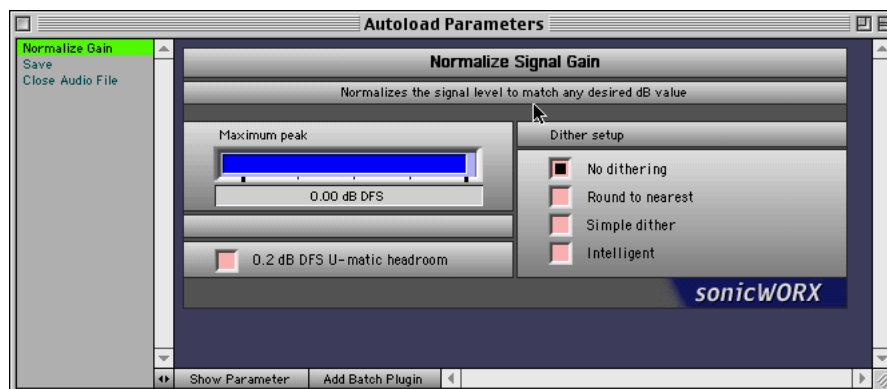 Autoload Parameters
Normalize Gain
Save
Close Audio File
Normalize Signal Gain
Normalizes the signal level to match any desired dB value
Maximum peak
0.00 dB DFS
0.2 dB DFS U-matic headroom
Dither setup
No dithering
Round to nearest
Simple dither
Intelligent
sonicWORX
Show Parameter
Add Batch Plugin